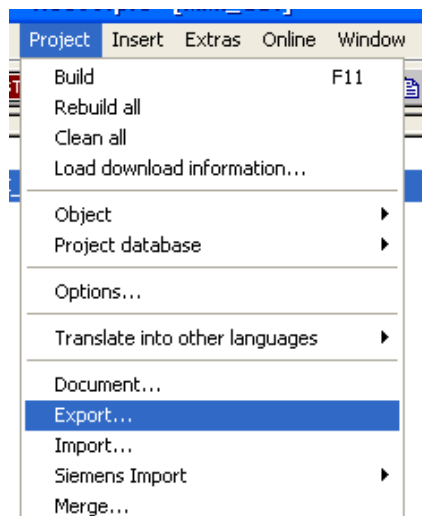 Project Insert Extras Online Window
Build F11
Rebuild all
Clean all
Load download information...
Object
Project database
Options...
Translate into other languages
Document...
Export...
Import...
Siemens Import
Merge...